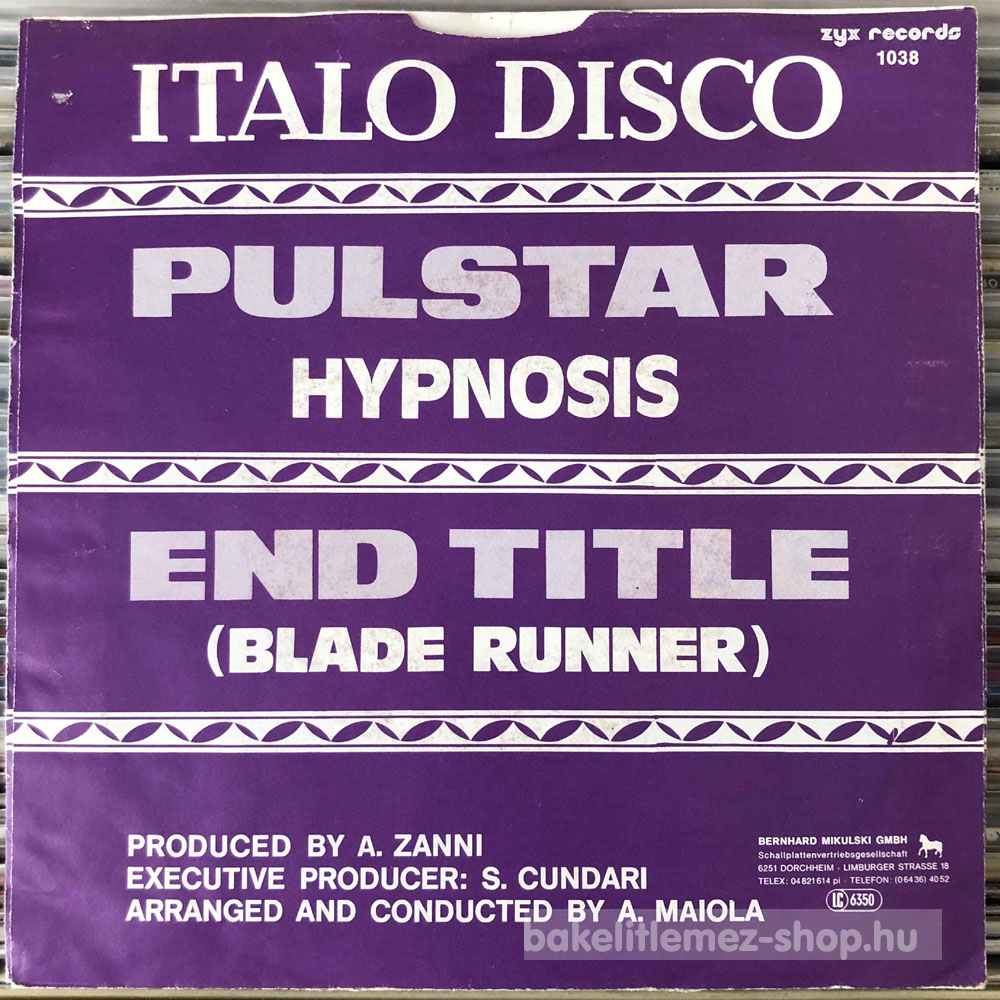 zyx records
1038
ITALO DISCO
PULSTAR
HYPNOSIS
END TITLE
(BLADE RUNNER)
PRODUCED BY A. ZANNI
EXECUTIVE PRODUCER: S. CUNDARI
ARRANGED AND CONDUCTED BY A. MAIOLA
BERNHARD MIKULSKI GMBH
Schallplattenvertriebsgesellschaft
6251 DORCHHEIM · LIMBURGER STRASSE 18
TELEX: 04821614 pi · TELEFON: (06436) 4052
LC 6350
bakelitlemez-shop.hu